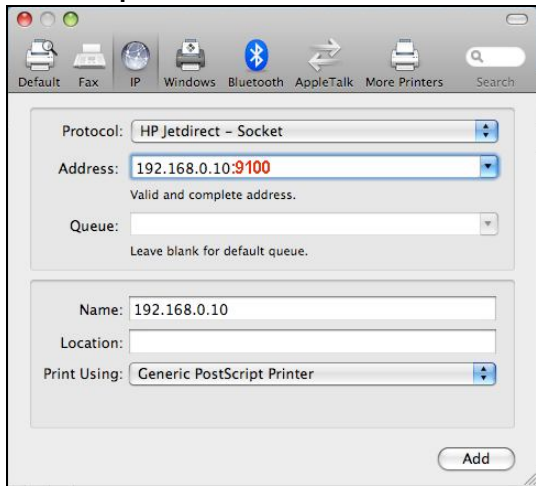 Default Fax IP Windows Bluetooth AppleTalk More Printers Search
Protocol: HP Jetdirect – Socket
Address: 192.168.0.10:9100
Valid and complete address.
Queue:
Leave blank for default queue.
Name: 192.168.0.10
Location:
Print Using: Generic PostScript Printer
Add